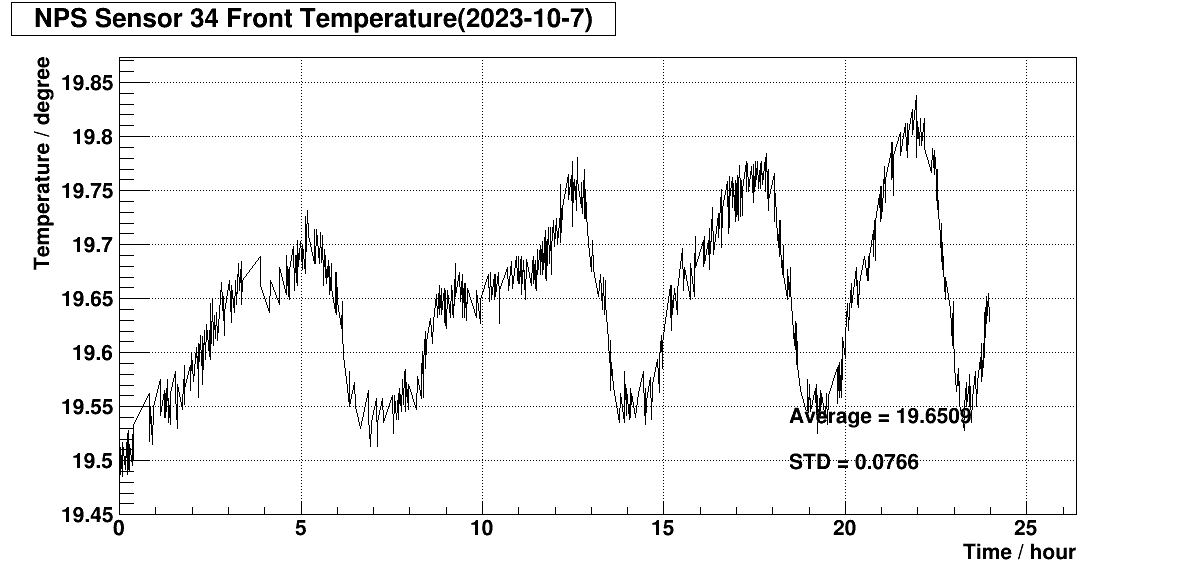 NPS Sensor 34 Front Temperature(2023-10-7)
Temperature / degree
19.85
19.8
19.75
19.7
19.65
19.6
19.55
19.5
19.45
Average = 19.6509
STD = 0.0766
0 5 10 15 20 25
Time / hour